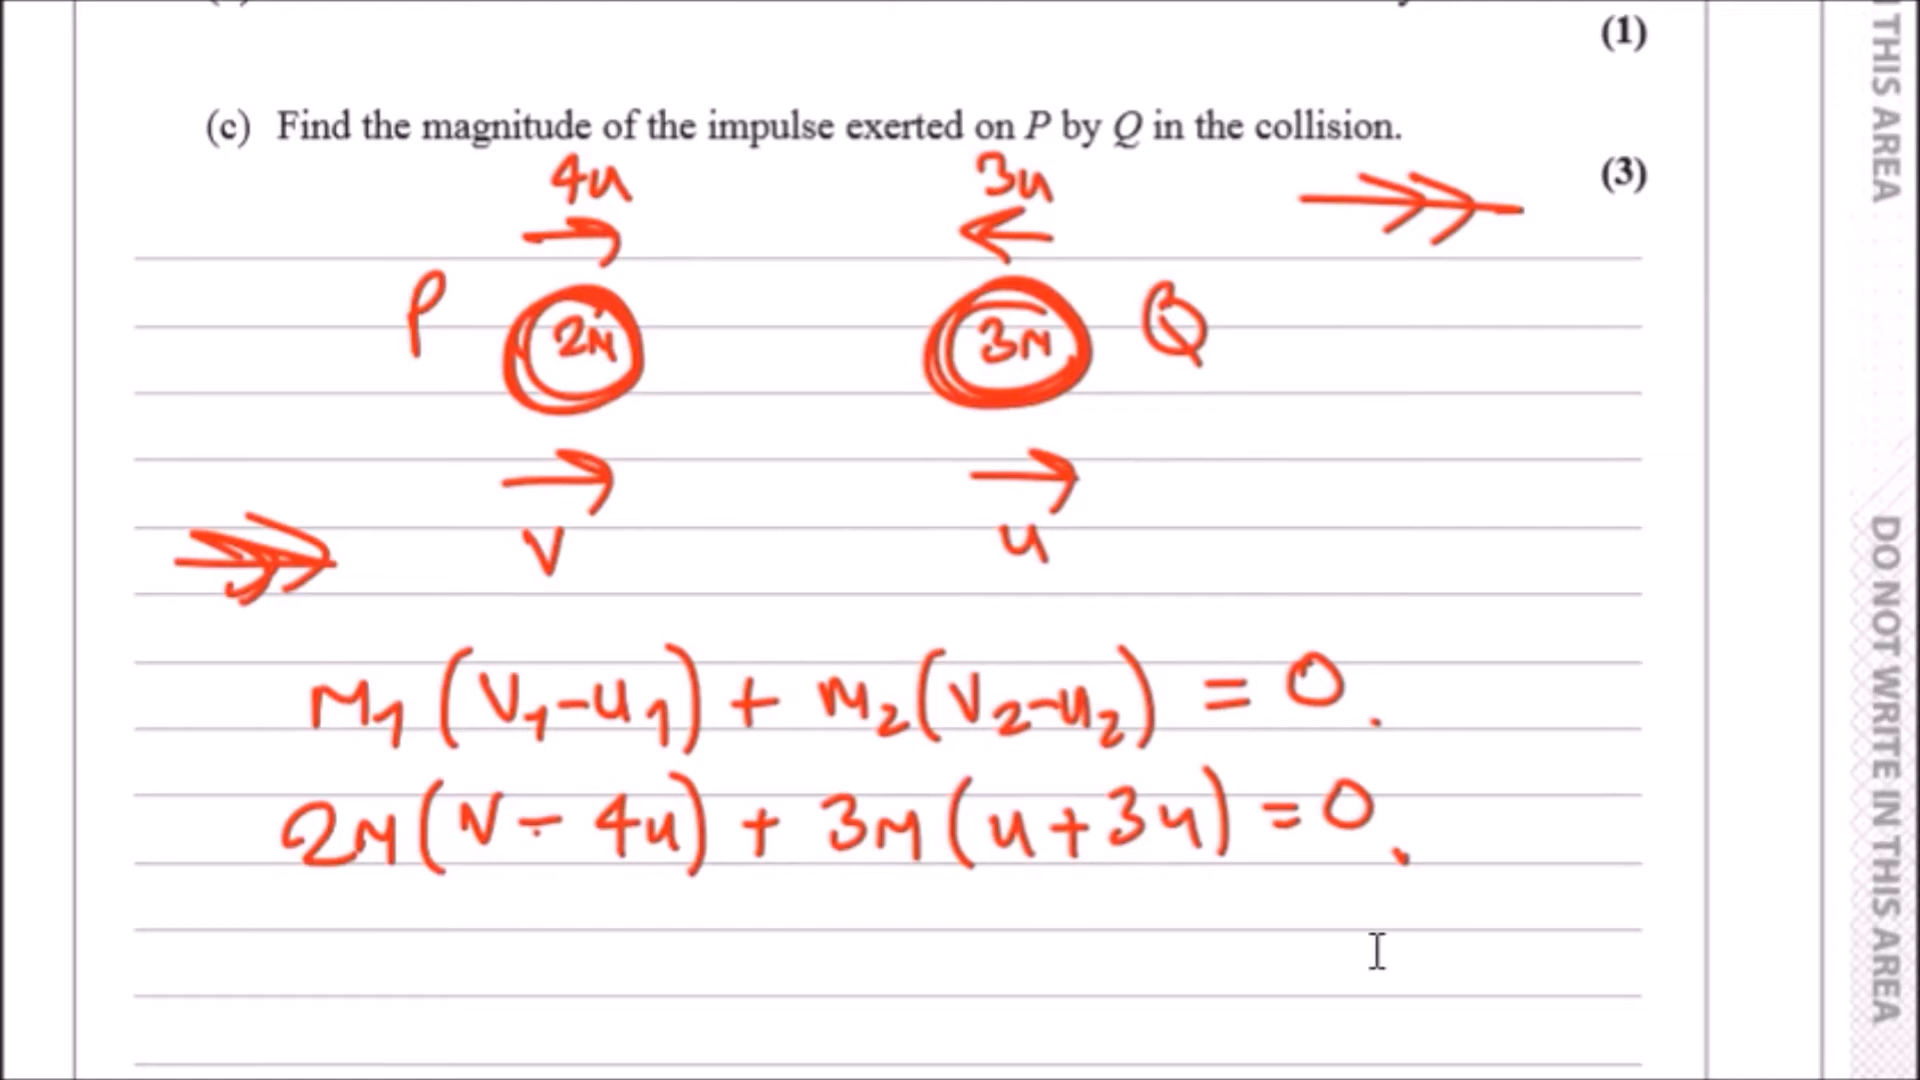 (1)
(c) Find the magnitude of the impulse exerted on P by Q in the collision.
(3)
4u 3u
P 2M 3M Q
v u
M₁(V₁-u₁) + M₂(V₂-u₂) = 0.
2M(V - 4u) + 3M(u+3u) = 0.
THIS AREA
DO NOT WRITE IN THIS AREA